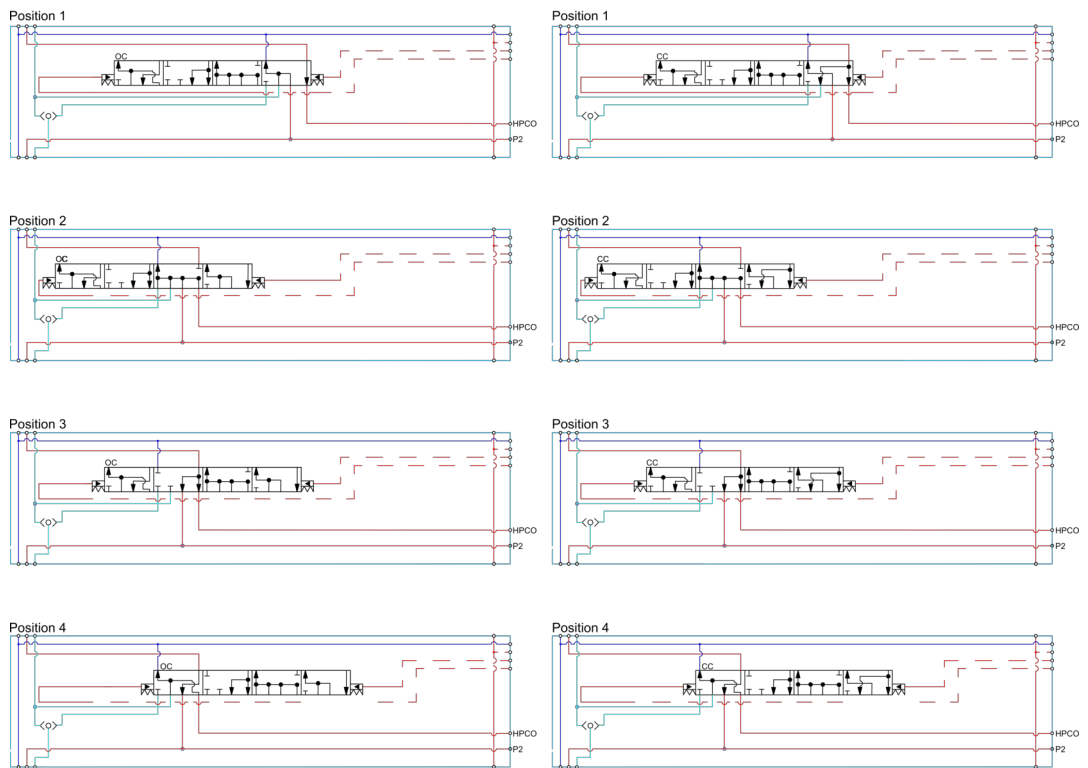 Position 1
Position 1
OC
CC
HPCO
HPCO
P2
P2
Position 2
Position 2
OC
CC
HPCO
HPCO
P2
P2
Position 3
Position 3
OC
CC
HPCO
HPCO
P2
P2
Position 4
Position 4
OC
CC
HPCO
HPCO
P2
P2